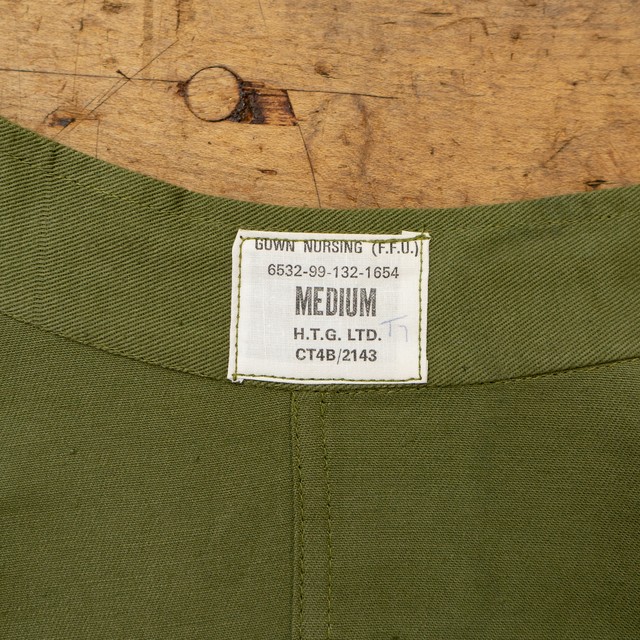 GOWN NURSING (F.F.U.)
6532-99-132-1654
MEDIUM
H.T.G. LTD.
CT4B/2143